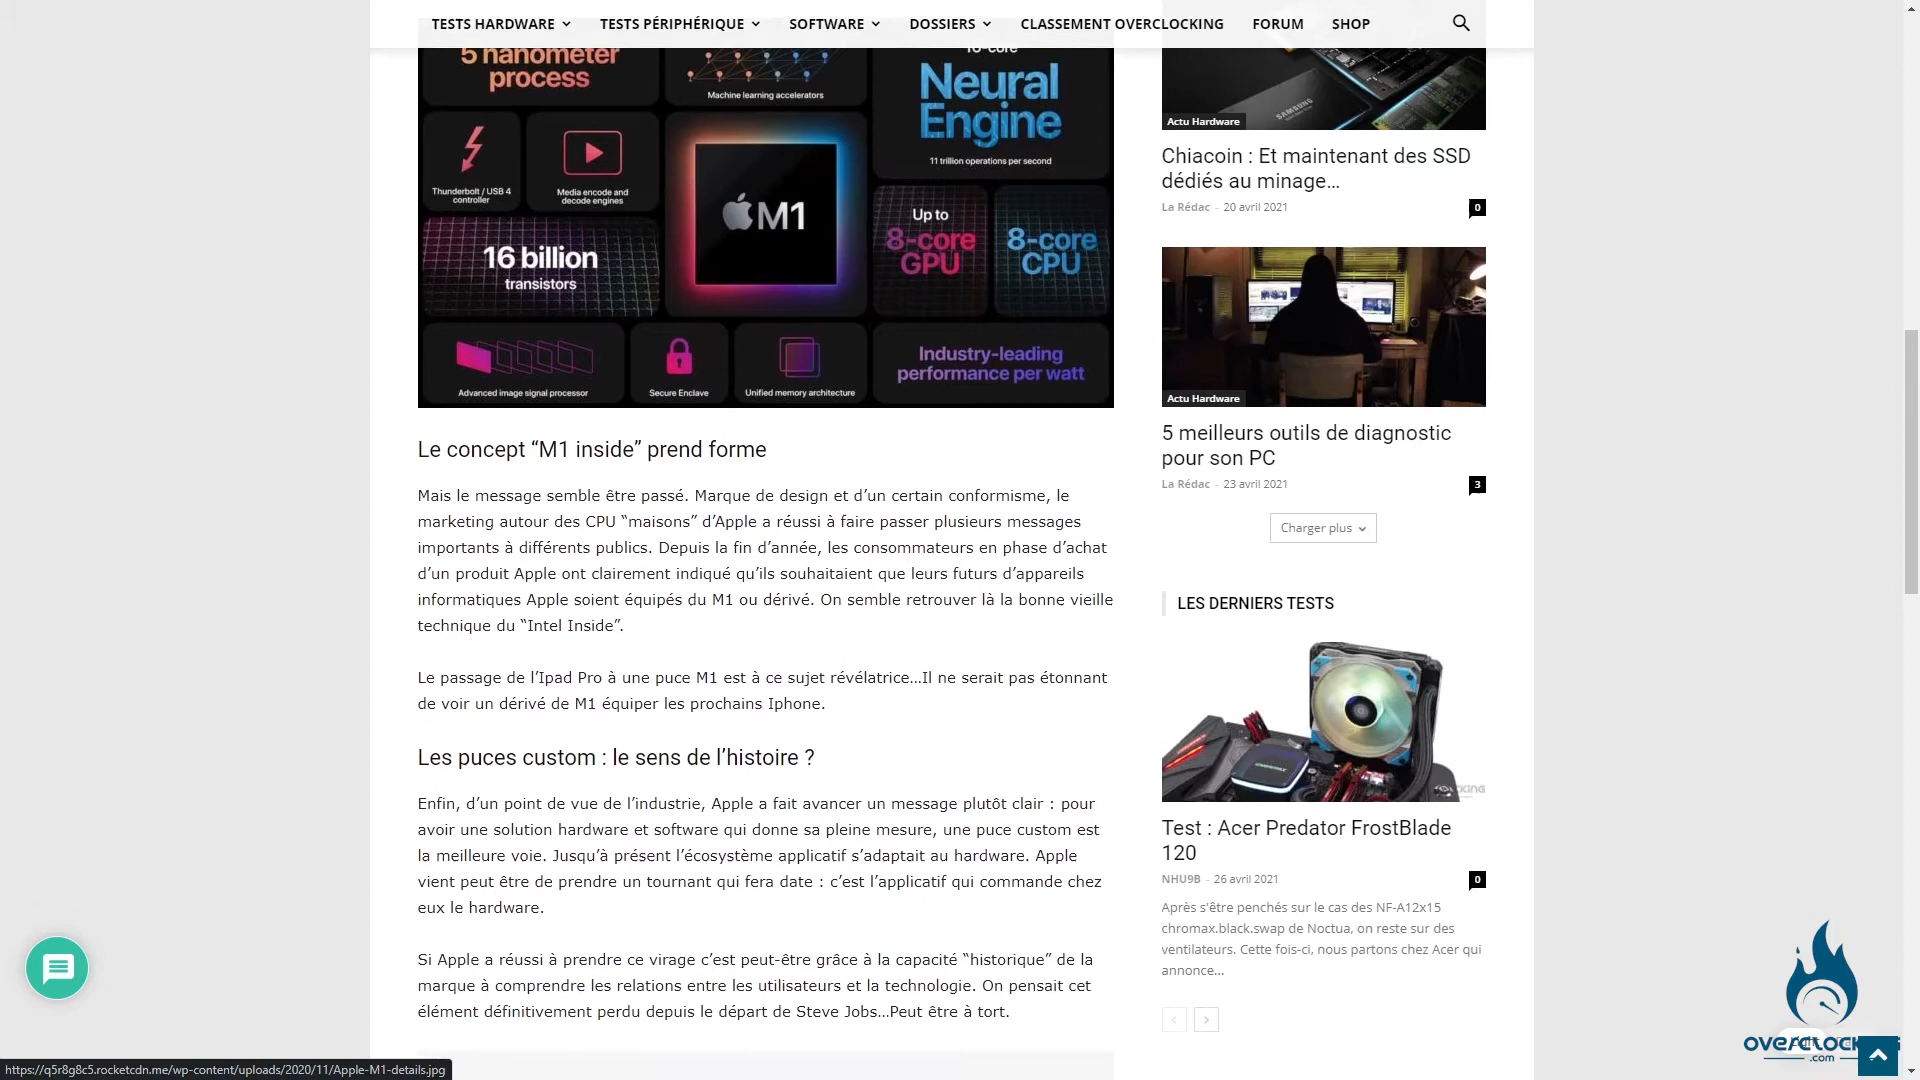 TESTS HARDWARE
TESTS PÉRIPHÉRIQUE
SOFTWARE
DOSSIERS
CLASSEMENT OVERCLOCKING
FORUM
SHOP
5 nanometer
process
Machine learning accelerators
16-core
Neural
Engine
11 trillion operations per second
Thunderbolt / USB 4
controller
Media encode and
decode engines
M1
Up to
8-core
GPU
8-core
CPU
16 billion
transistors
Advanced image signal processor
Secure Enclave
Unified memory architecture
Industry-leading
performance per watt
Le concept “M1 inside” prend forme
Mais le message semble être passé. Marque de design et d’un certain conformisme, le
marketing autour des CPU “maisons” d’Apple a réussi à faire passer plusieurs messages
importants à différents publics. Depuis la fin d’année, les consommateurs en phase d’achat
d’un produit Apple ont clairement indiqué qu’ils souhaitaient que leurs futurs d’appareils
informatiques Apple soient équipés du M1 ou dérivé. On semble retrouver là la bonne vieille
technique du “Intel Inside”.
Le passage de l’Ipad Pro à une puce M1 est à ce sujet révélatrice…Il ne serait pas étonnant
de voir un dérivé de M1 équiper les prochains Iphone.
Les puces custom : le sens de l’histoire ?
Enfin, d’un point de vue de l’industrie, Apple a fait avancer un message plutôt clair : pour
avoir une solution hardware et software qui donne sa pleine mesure, une puce custom est
la meilleure voie. Jusqu’à présent l’écosystème applicatif s’adaptait au hardware. Apple
vient peut être de prendre un tournant qui fera date : c’est l’applicatif qui commande chez
eux le hardware.
Si Apple a réussi à prendre ce virage c’est peut-être grâce à la capacité “historique” de la
marque à comprendre les relations entre les utilisateurs et la technologie. On pensait cet
élément définitivement perdu depuis le départ de Steve Jobs…Peut être à tort.
SAMSUNG
Actu Hardware
Chiacoin : Et maintenant des SSD
dédiés au minage…
La Rédac - 20 avril 2021
0
Actu Hardware
5 meilleurs outils de diagnostic
pour son PC
La Rédac - 23 avril 2021
3
Charger plus
LES DERNIERS TESTS
Test : Acer Predator FrostBlade
120
NHU9B - 26 avril 2021
0
Après s'être penchés sur le cas des NF-A12x15
chromax.black.swap de Noctua, on reste sur des
ventilateurs. Cette fois-ci, nous partons chez Acer qui
annonce...
https://q5r8g8c5.rocketcdn.me/wp-content/uploads/2020/11/Apple-M1-details.jpg
.com